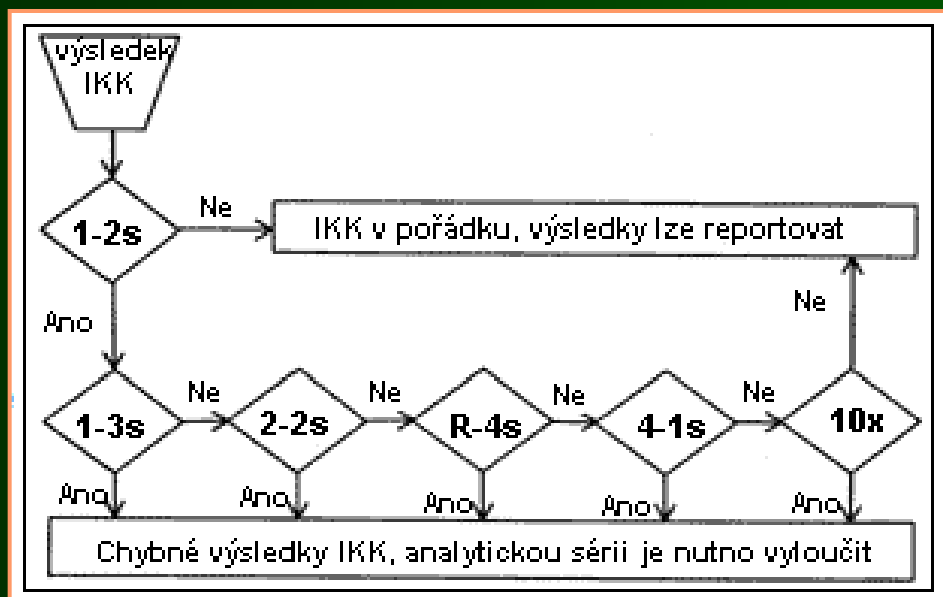 výsledek
IKK
1-2s
Ne
IKK v pořádku, výsledky lze reportovat
Ano
Ne
1-3s
Ne
2-2s
Ne
R-4s
Ne
4-1s
Ne
10x
Ano
Ano
Ano
Ano
Ano
Chybné výsledky IKK, analytickou sérii je nutno vyloučit